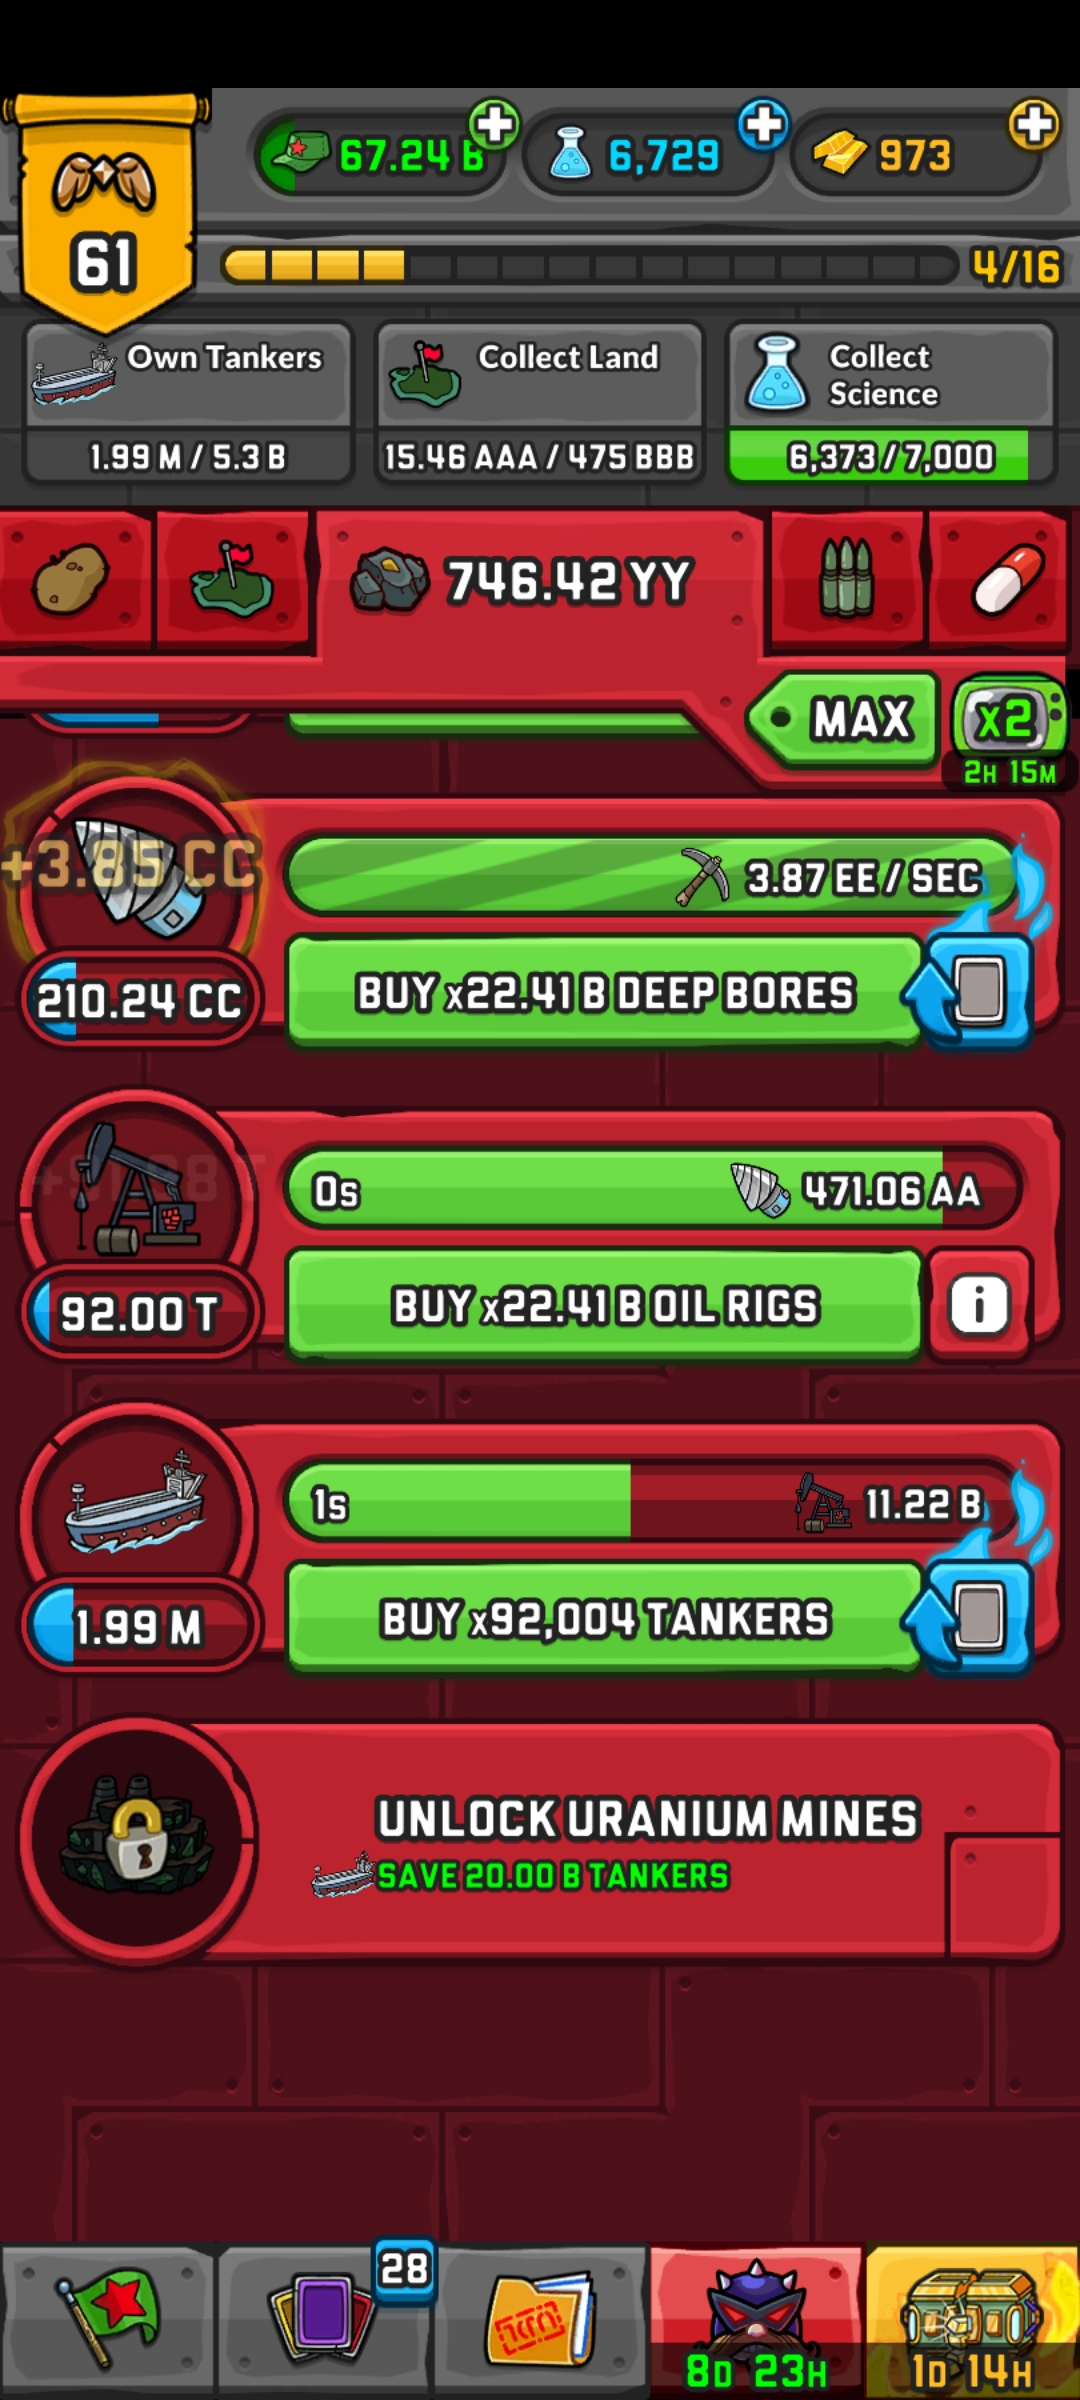 67.24 B
6,729
973
61
4/16
Own Tankers
1.99 M / 5.3 B
Collect Land
15.46 AAA / 475 BBB
Collect
Science
6,373 / 7,000
746.42 YY
MAX
x2
2H 15M
+3.85 CC
3.87 EE / SEC
210.24 CC
BUY x22.41 B DEEP BORES
0s
471.06 AA
92.00 T
BUY x22.41 B OIL RIGS
i
1s
11.22 B
1.99 M
BUY x92,004 TANKERS
UNLOCK URANIUM MINES
SAVE 20.00 B TANKERS
28
8D 23H
1D 14H